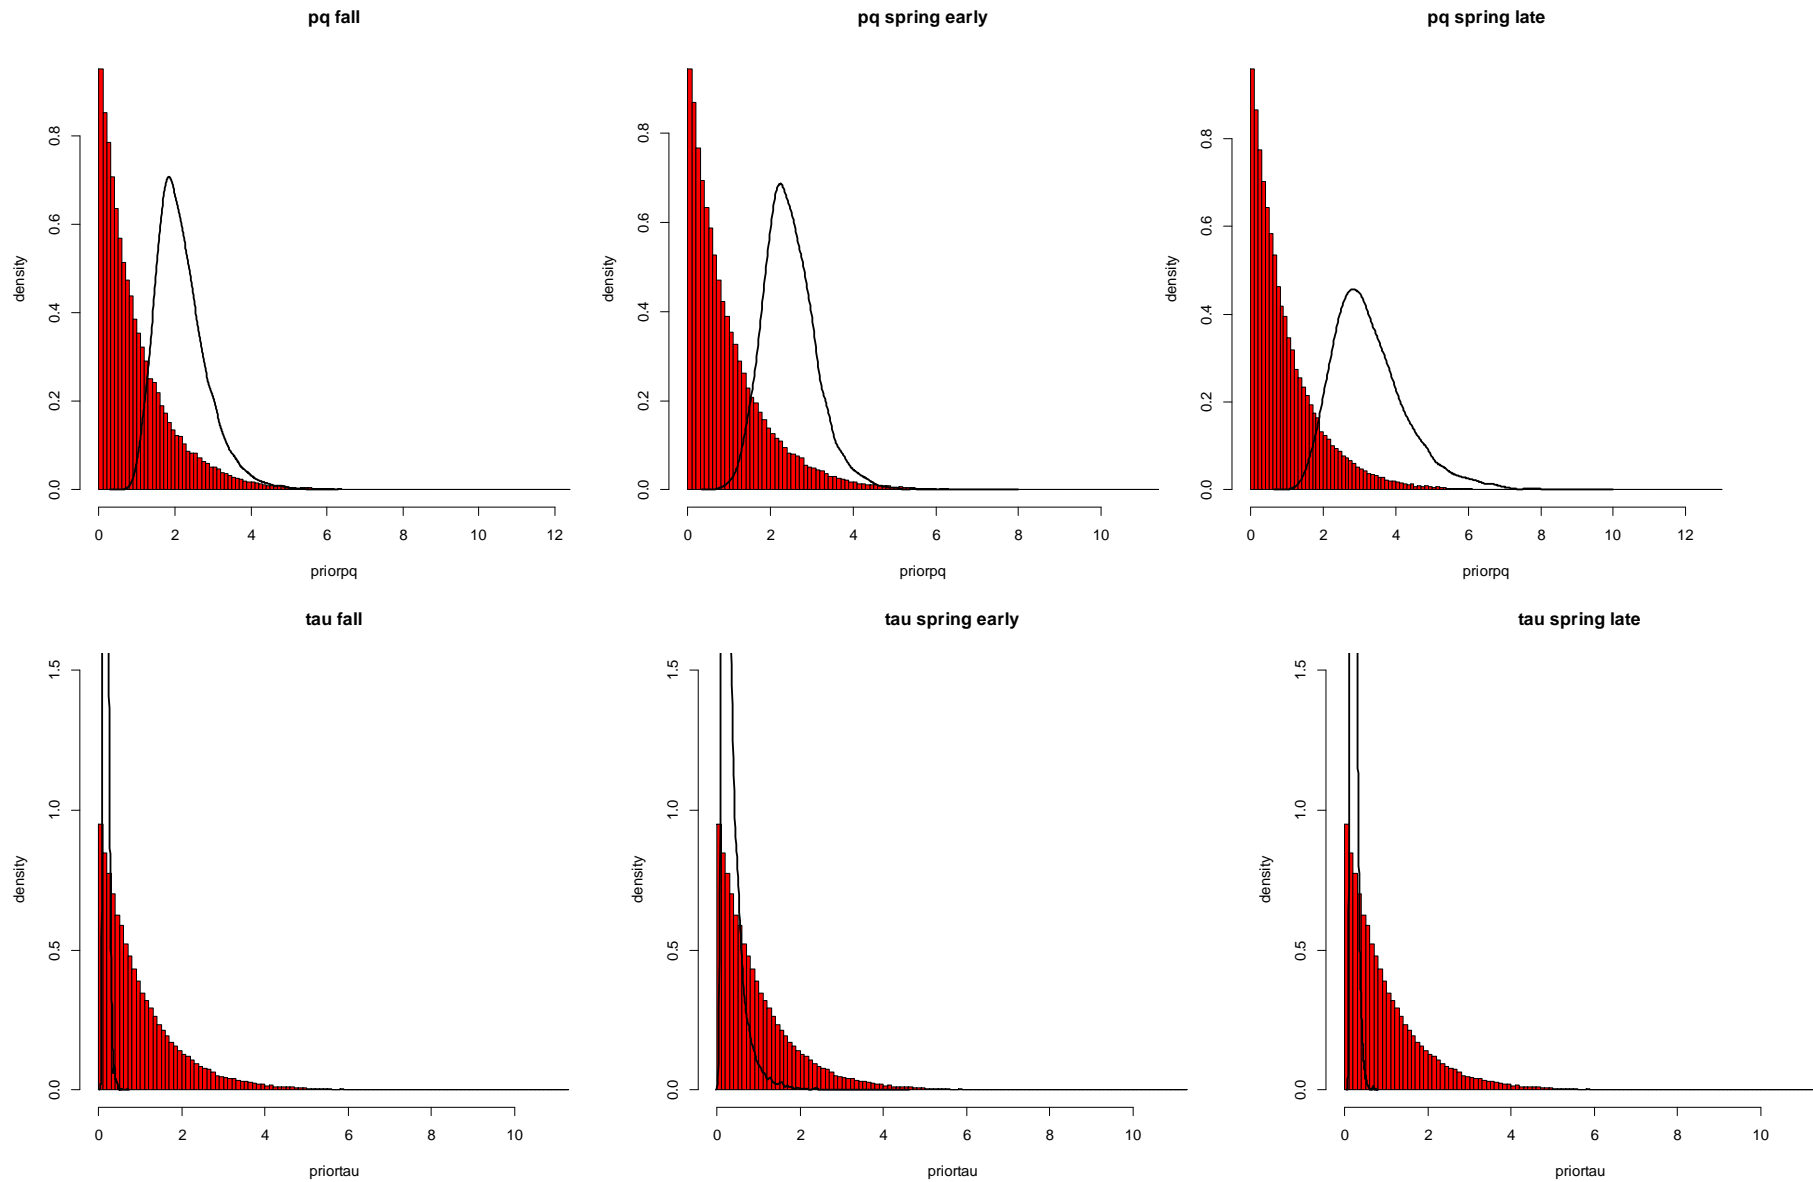 pq fall
pq spring early
pq spring late
density
0.0 0.2 0.4 0.6 0.8
0 2 4 6 8 10 12
priorpq
density
0.0 0.2 0.4 0.6 0.8
0 2 4 6 8 10
priorpq
density
0.0 0.2 0.4 0.6 0.8
0 2 4 6 8 10 12
priorpq
tau fall
tau spring early
tau spring late
density
0.0 0.5 1.0 1.5
0 2 4 6 8 10
priortau
density
0.0 0.5 1.0 1.5
0 2 4 6 8 10
priortau
density
0.0 0.5 1.0 1.5
0 2 4 6 8 10
priortau